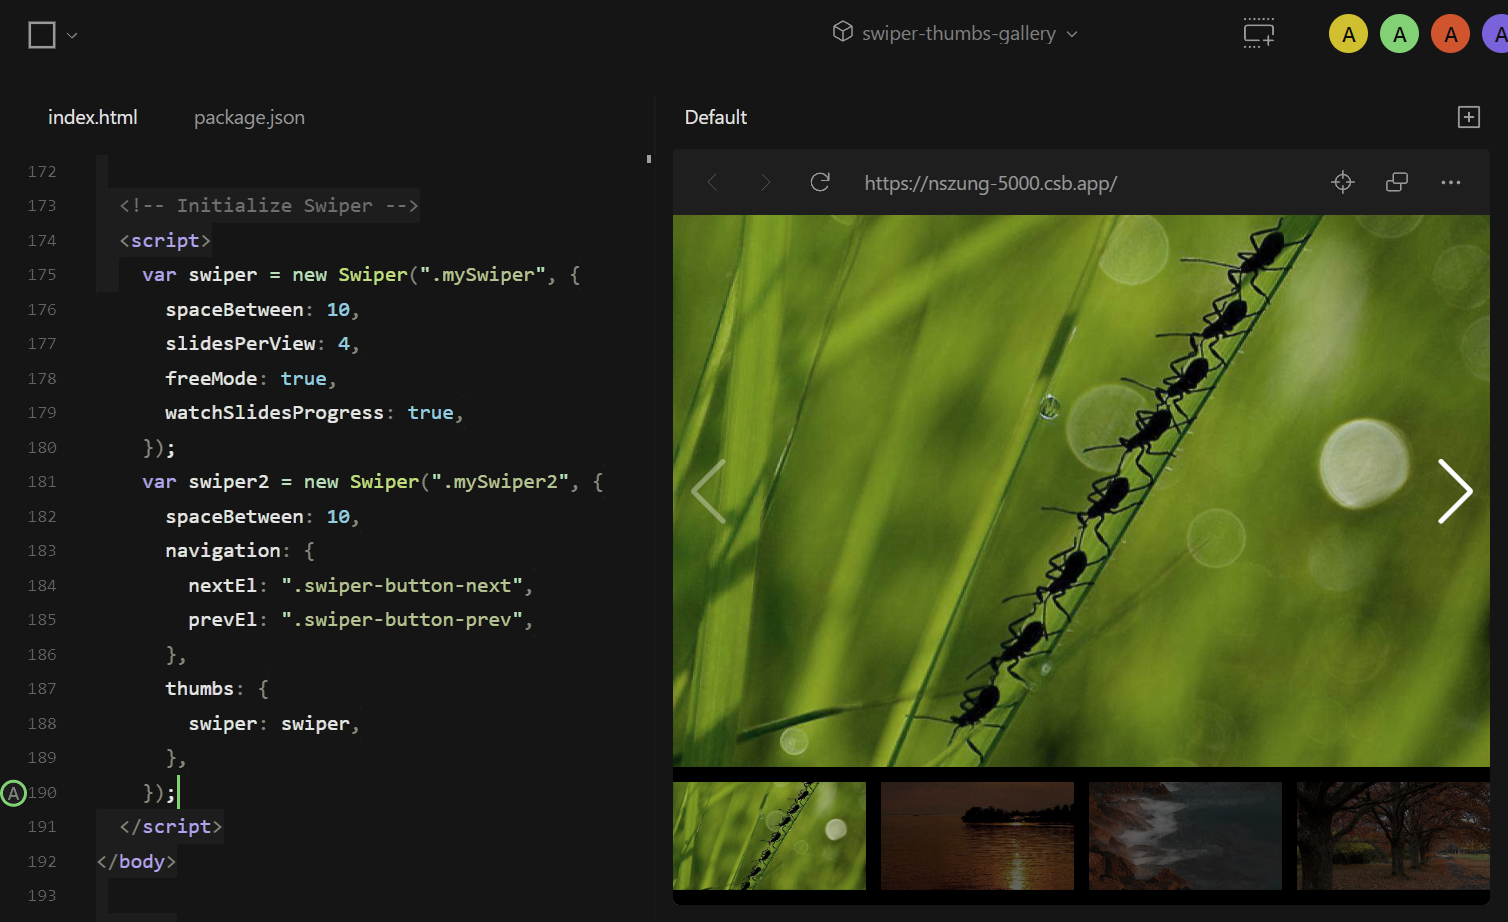 swiper-thumbs-gallery
A A A A
index.html package.json
Default
https://nszung-5000.csb.app/
172
173 <!-- Initialize Swiper -->
174 <script>
175 var swiper = new Swiper(".mySwiper", {
176 spaceBetween: 10,
177 slidesPerView: 4,
178 freeMode: true,
179 watchSlidesProgress: true,
180 });
181 var swiper2 = new Swiper(".mySwiper2", {
182 spaceBetween: 10,
183 navigation: {
184 nextEl: ".swiper-button-next",
185 prevEl: ".swiper-button-prev",
186 },
187 thumbs: {
188 swiper: swiper,
189 },
A 190 });
191 </script>
192 </body>
193